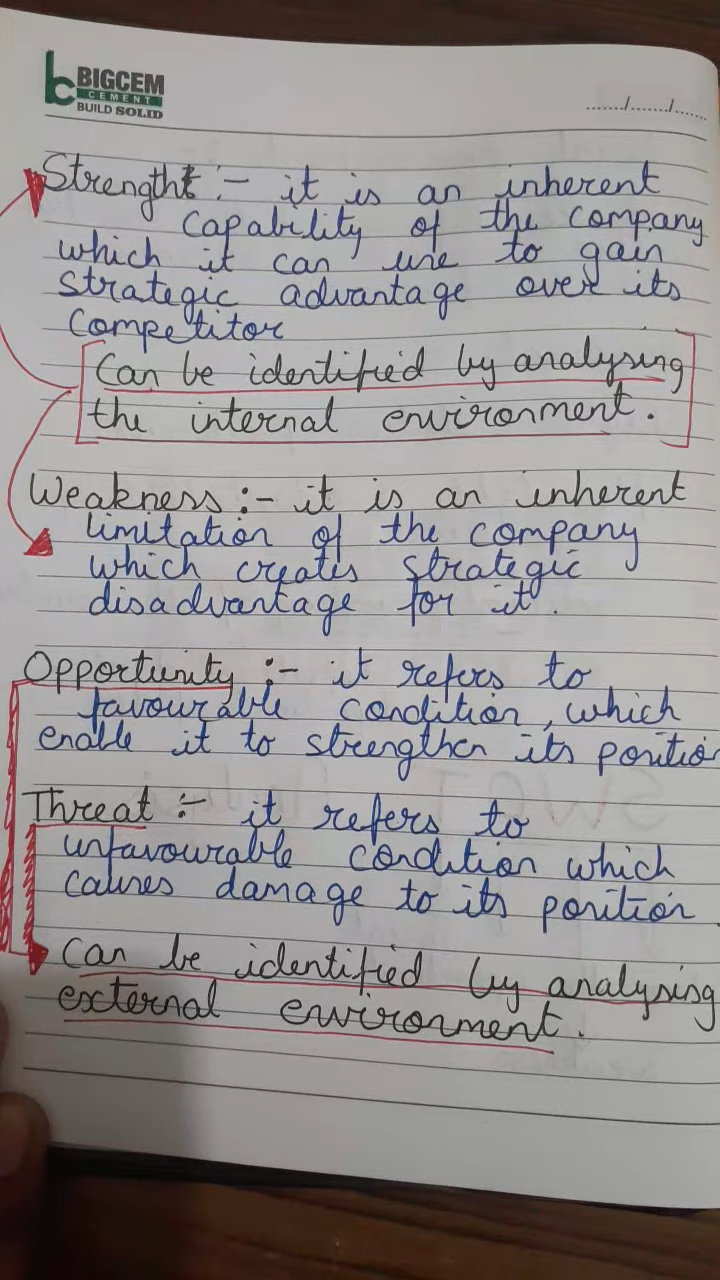 BIGCEM
CEMENT
BUILD SOLID
....../......./......
Strength :- it is an inherent
capability of the company
which it can use to gain
strategic advantage over its
competitor
Can be identified by analysing
the internal environment.
Weakness :- it is an inherent
limitation of the company
which creates strategic
disadvantage for it.
Opportunity :- it refers to
favourable condition, which
enable it to strengthen its position
Threat :- it refers to
unfavourable condition which
causes damage to its position
Can be identified by analysing
external environment.